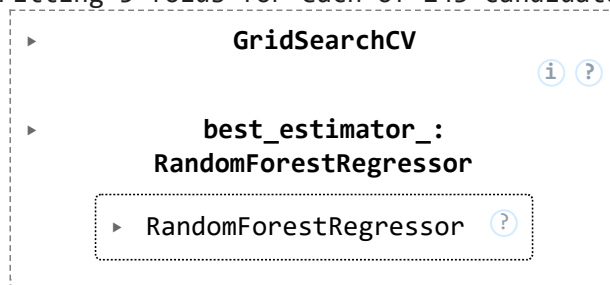 GridSearchCV
i ?
best_estimator_:
RandomForestRegressor
RandomForestRegressor ?